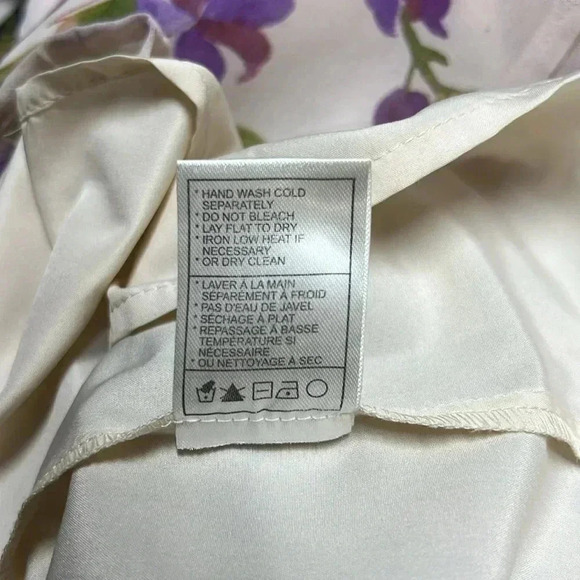 * HAND WASH COLD
SEPARATELY
* DO NOT BLEACH
* LAY FLAT TO DRY
* IRON LOW HEAT IF
NECESSARY
* OR DRY CLEAN
* LAVER À LA MAIN
SÉPARÉMENT À FROID
* PAS D'EAU DE JAVEL
* SÉCHAGE À PLAT
* REPASSAGE À BASSE
TEMPÉRATURE SI
NÉCESSAIRE
* OU NETTOYAGE À SEC